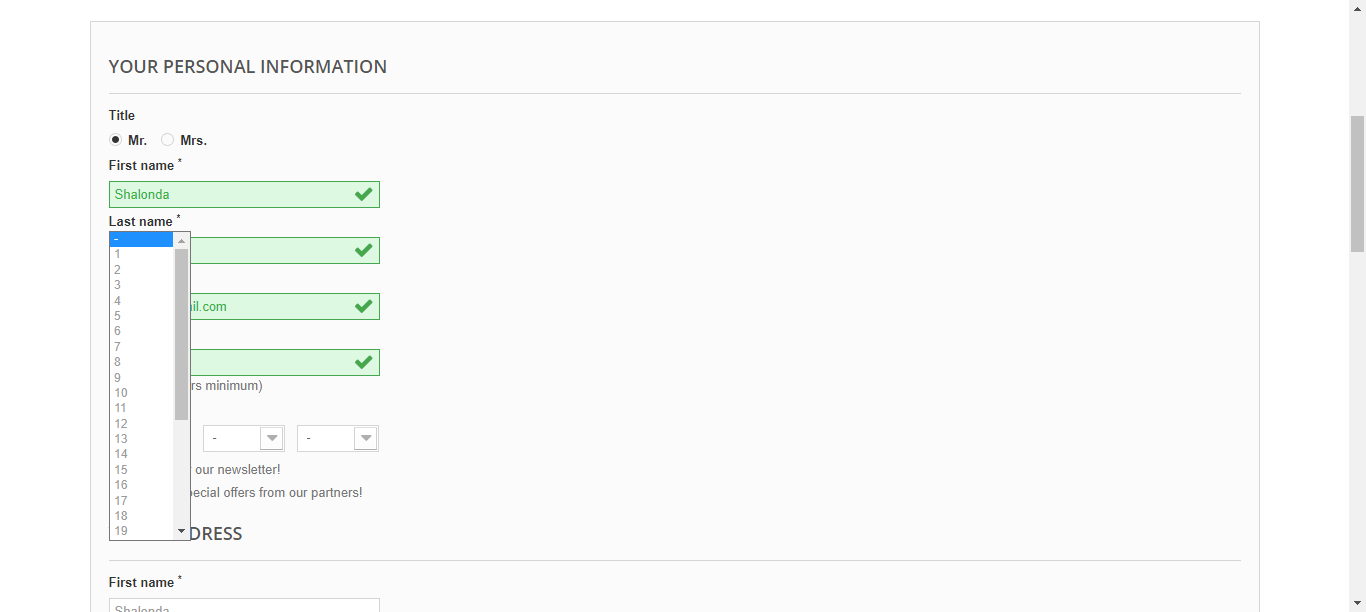 YOUR PERSONAL INFORMATION
Title
Mr. Mrs.
First name *
Shalonda
Last name *
-
1
2
3
4
5
6
7
8
9
10
11
12
13
14
15
16
17
18
19
il.com
rs minimum)
- -
our newsletter!
pecial offers from our partners!
DRESS
First name *
Shalonda